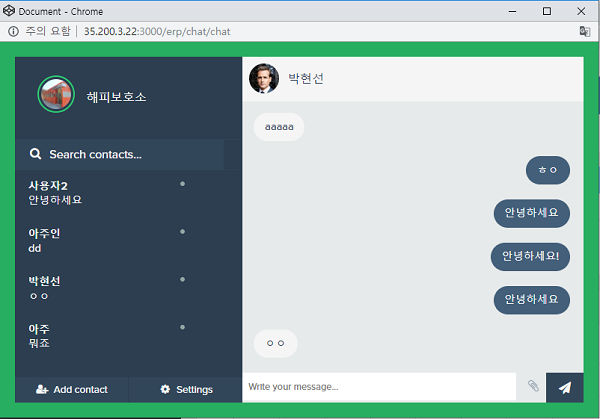 Document - Chrome
주의 요함 | 35.200.3.22:3000/erp/chat/chat
해피보호소
Search contacts...
사용자2
안녕하세요
아주인
dd
박현선
ㅇㅇ
아주
뭐죠
Add contact
Settings
박현선
aaaaa
ㅎㅇ
안녕하세요
안녕하세요!
안녕하세요
ㅇㅇ
Write your message...